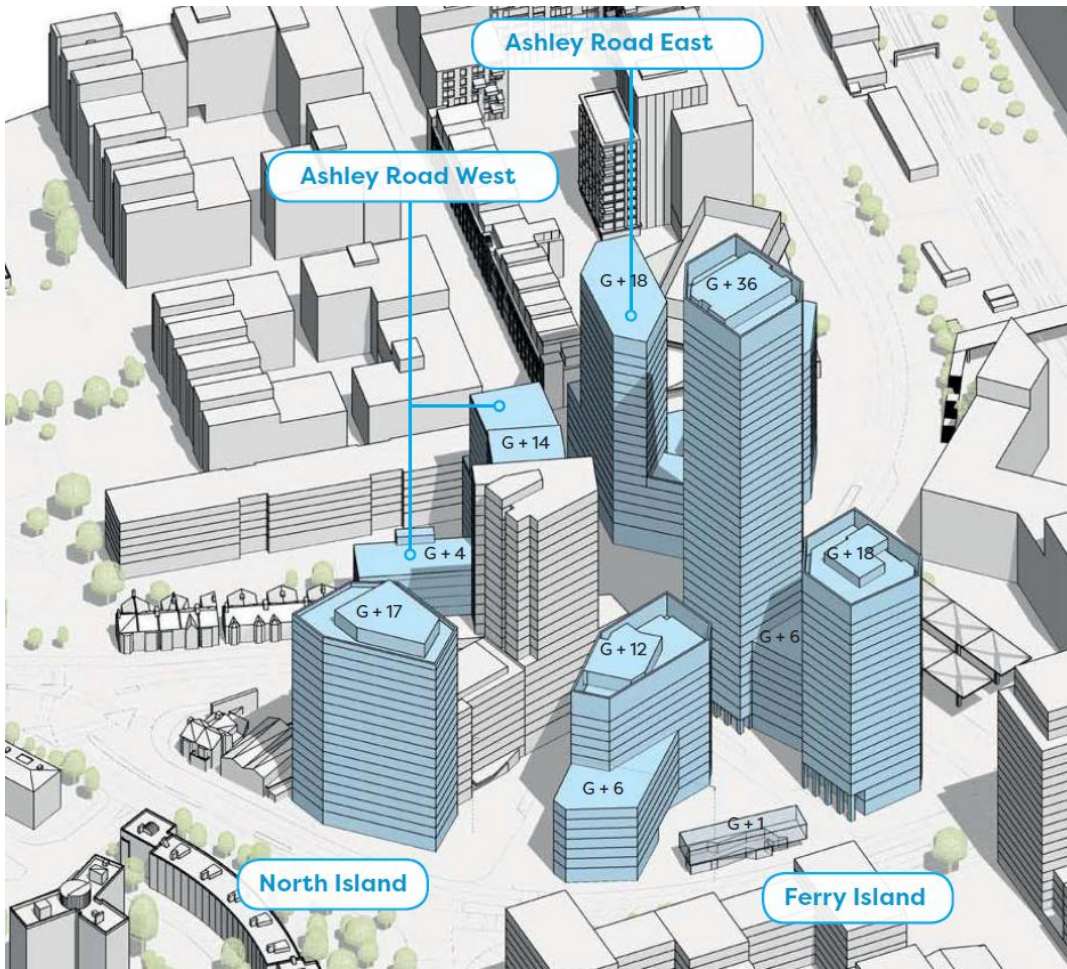 Ashley Road East
Ashley Road West
G + 18
G + 36
G + 14
G + 4
G + 18
G + 17
G + 6
G + 12
G + 6
G + 1
North Island
Ferry Island